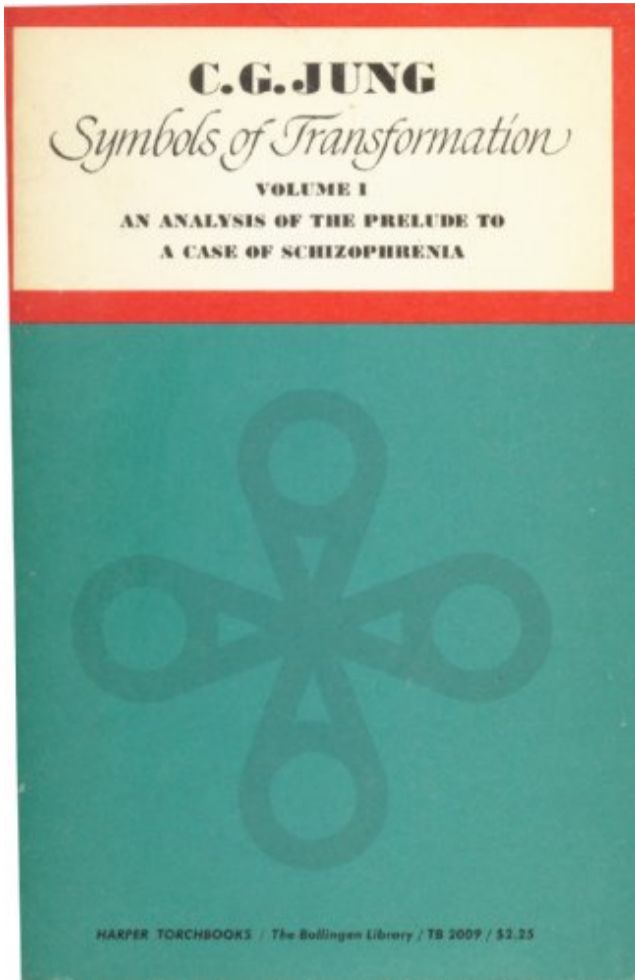 C.G. JUNG
Symbols of Transformation
VOLUME I
AN ANALYSIS OF THE PRELUDE TO
A CASE OF SCHIZOPHRENIA
HARPER TORCHBOOKS / The Bollingen Library / TB 2009 / $2.25